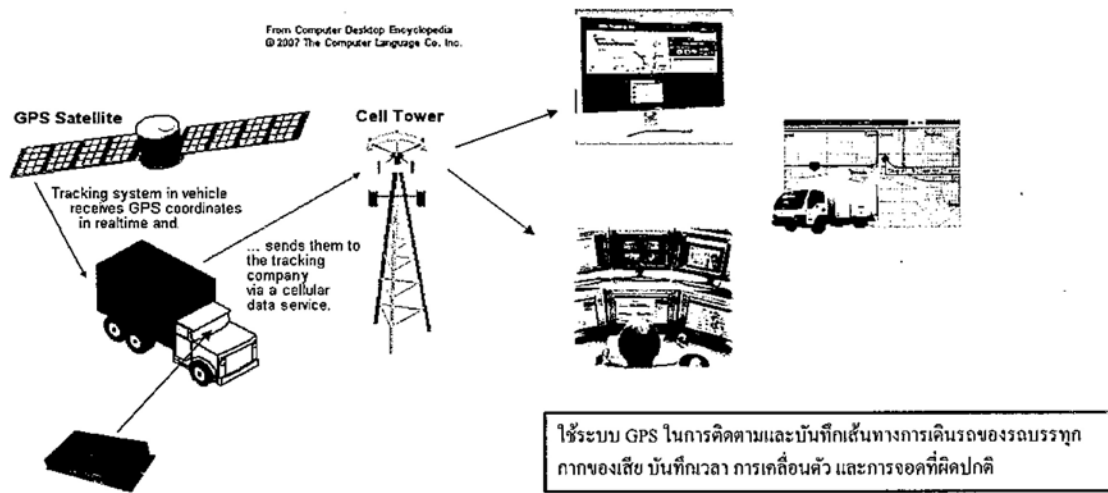 From Computer Desktop Encyclopedia
© 2007 The Computer Language Co. Inc.
GPS Satellite
Cell Tower
Tracking system in vehicle
receives GPS coordinates
in realtime and
... sends them to
the tracking
company
via a cellular
data service.
ใช้ระบบ GPS ในการติดตามและบันทึกเส้นทางการเดินรถของรถบรรทุก
กากของเสีย บันทึกเวลา การเคลื่อนตัว และการจอดที่ผิดปกติ